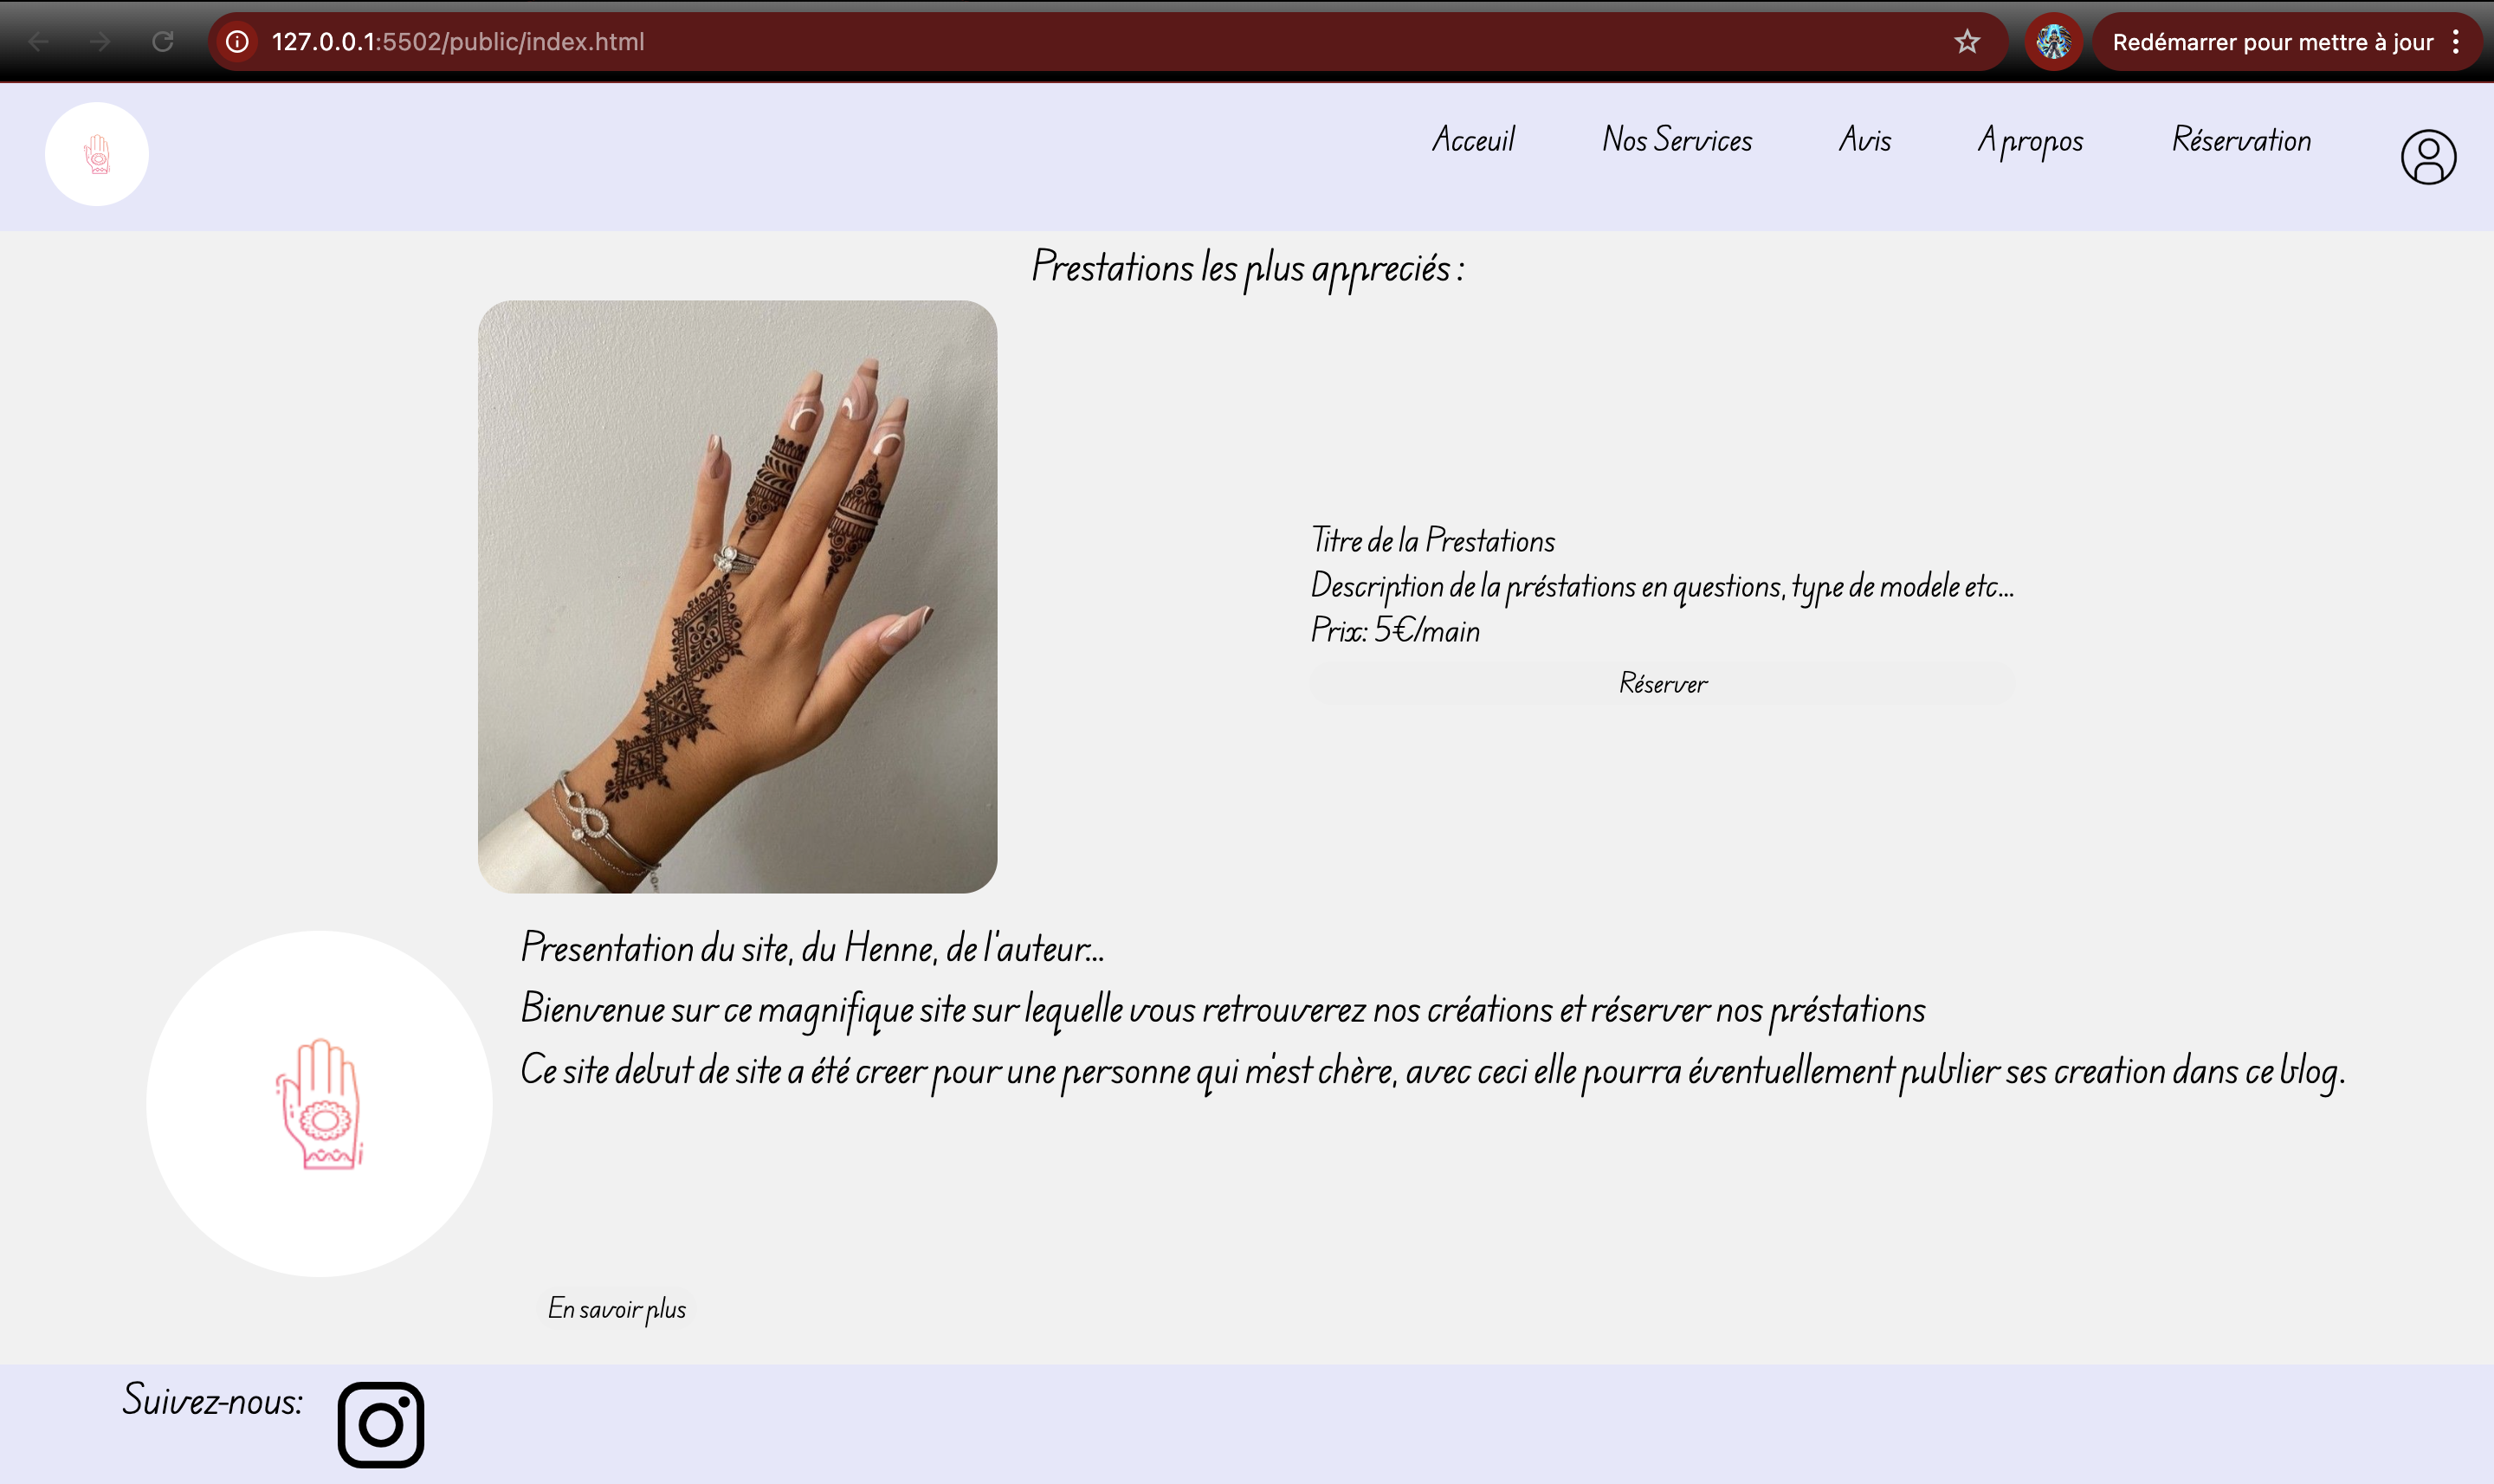 127.0.0.1:5502/public/index.html
Redémarrer pour mettre à jour
Acceuil Nos Services Avis A propos Réservation
Prestations les plus appreciés :
Titre de la Prestations
Description de la préstations en questions, type de modele etc...
Prix: 5€/main
Réserver
Presentation du site, du Henne, de l'auteur...
Bienvenue sur ce magnifique site sur lequelle vous retrouverez nos créations et réserver nos préstations
Ce site debut de site a été creer pour une personne qui m'est chère, avec ceci elle pourra éventuellement publier ses creation dans ce blog.
En savoir plus
Suivez-nous: